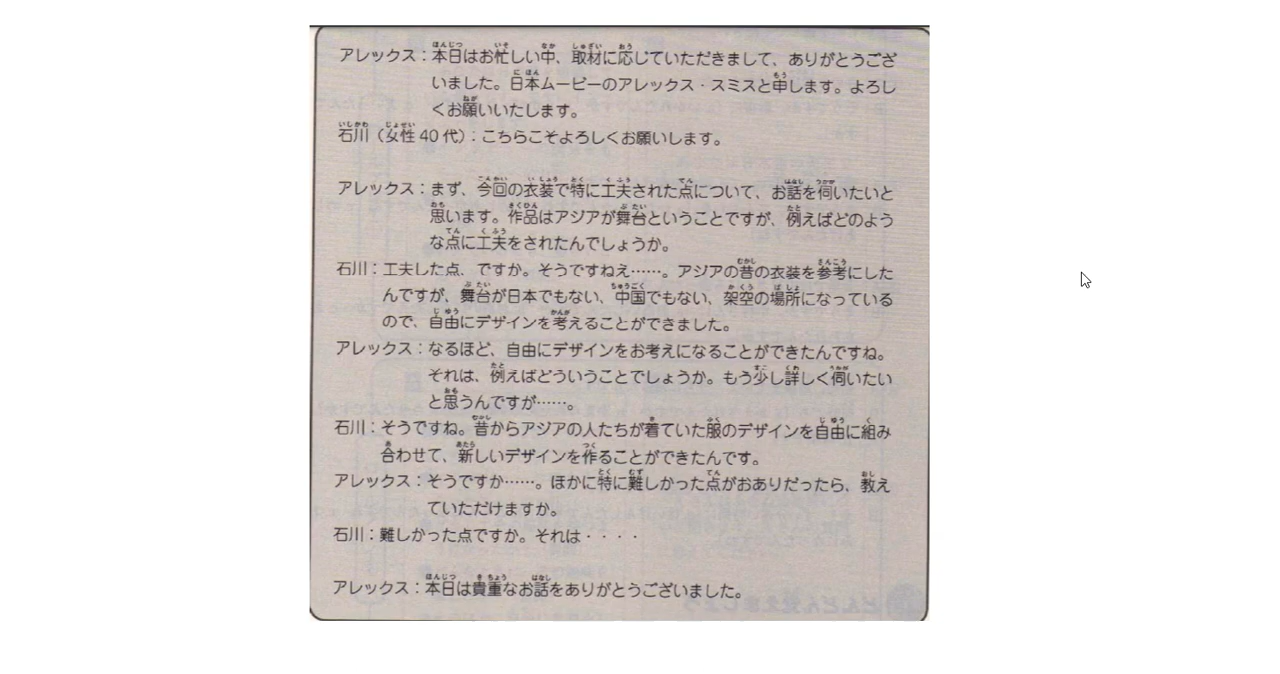 アレックス：本日はお忙しい中、取材に応じていただきまして、ありがとうござ
いました。日本ムービーのアレックス・スミスと申します。よろし
くお願いいたします。
石川（女性 40 代）：こちらこそよろしくお願いします。
アレックス：まず、今回の衣装で特に工夫された点について、お話を伺いたいと
思います。作品はアジアが舞台ということですが、例えばどのよう
な点に工夫をされたんでしょうか。
石川：工夫した点、ですか。そうですねえ……。アジアの昔の衣装を参考にした
んですが、舞台が日本でもない、中国でもない、架空の場所になっている
ので、自由にデザインを考えることができました。
アレックス：なるほど、自由にデザインをお考えになることができたんですね。
それは、例えばどういうことでしょうか。もう少し詳しく伺いたい
と思うんですが……。
石川：そうですね。昔からアジアの人たちが着ていた服のデザインを自由に組み
合わせて、新しいデザインを作ることができたんです。
アレックス：そうですか……。ほかに特に難しかった点がおありだったら、教え
ていただけますか。
石川：難しかった点ですか。それは・・・・
アレックス：本日は貴重なお話をありがとうございました。